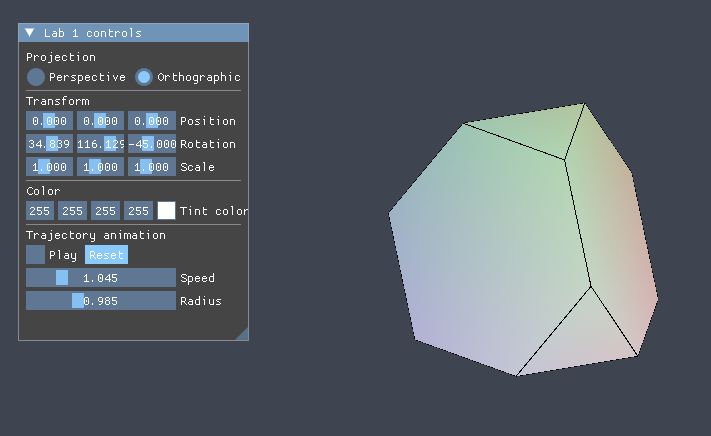 Lab 1 controls
Projection
Perspective Orthographic
Transform
0.000 0.000 0.000 Position
34.839 116.129 -45.000 Rotation
1.000 1.000 1.000 Scale
Color
255 255 255 255 Tint color
Trajectory animation
Play Reset
1.045 Speed
0.985 Radius